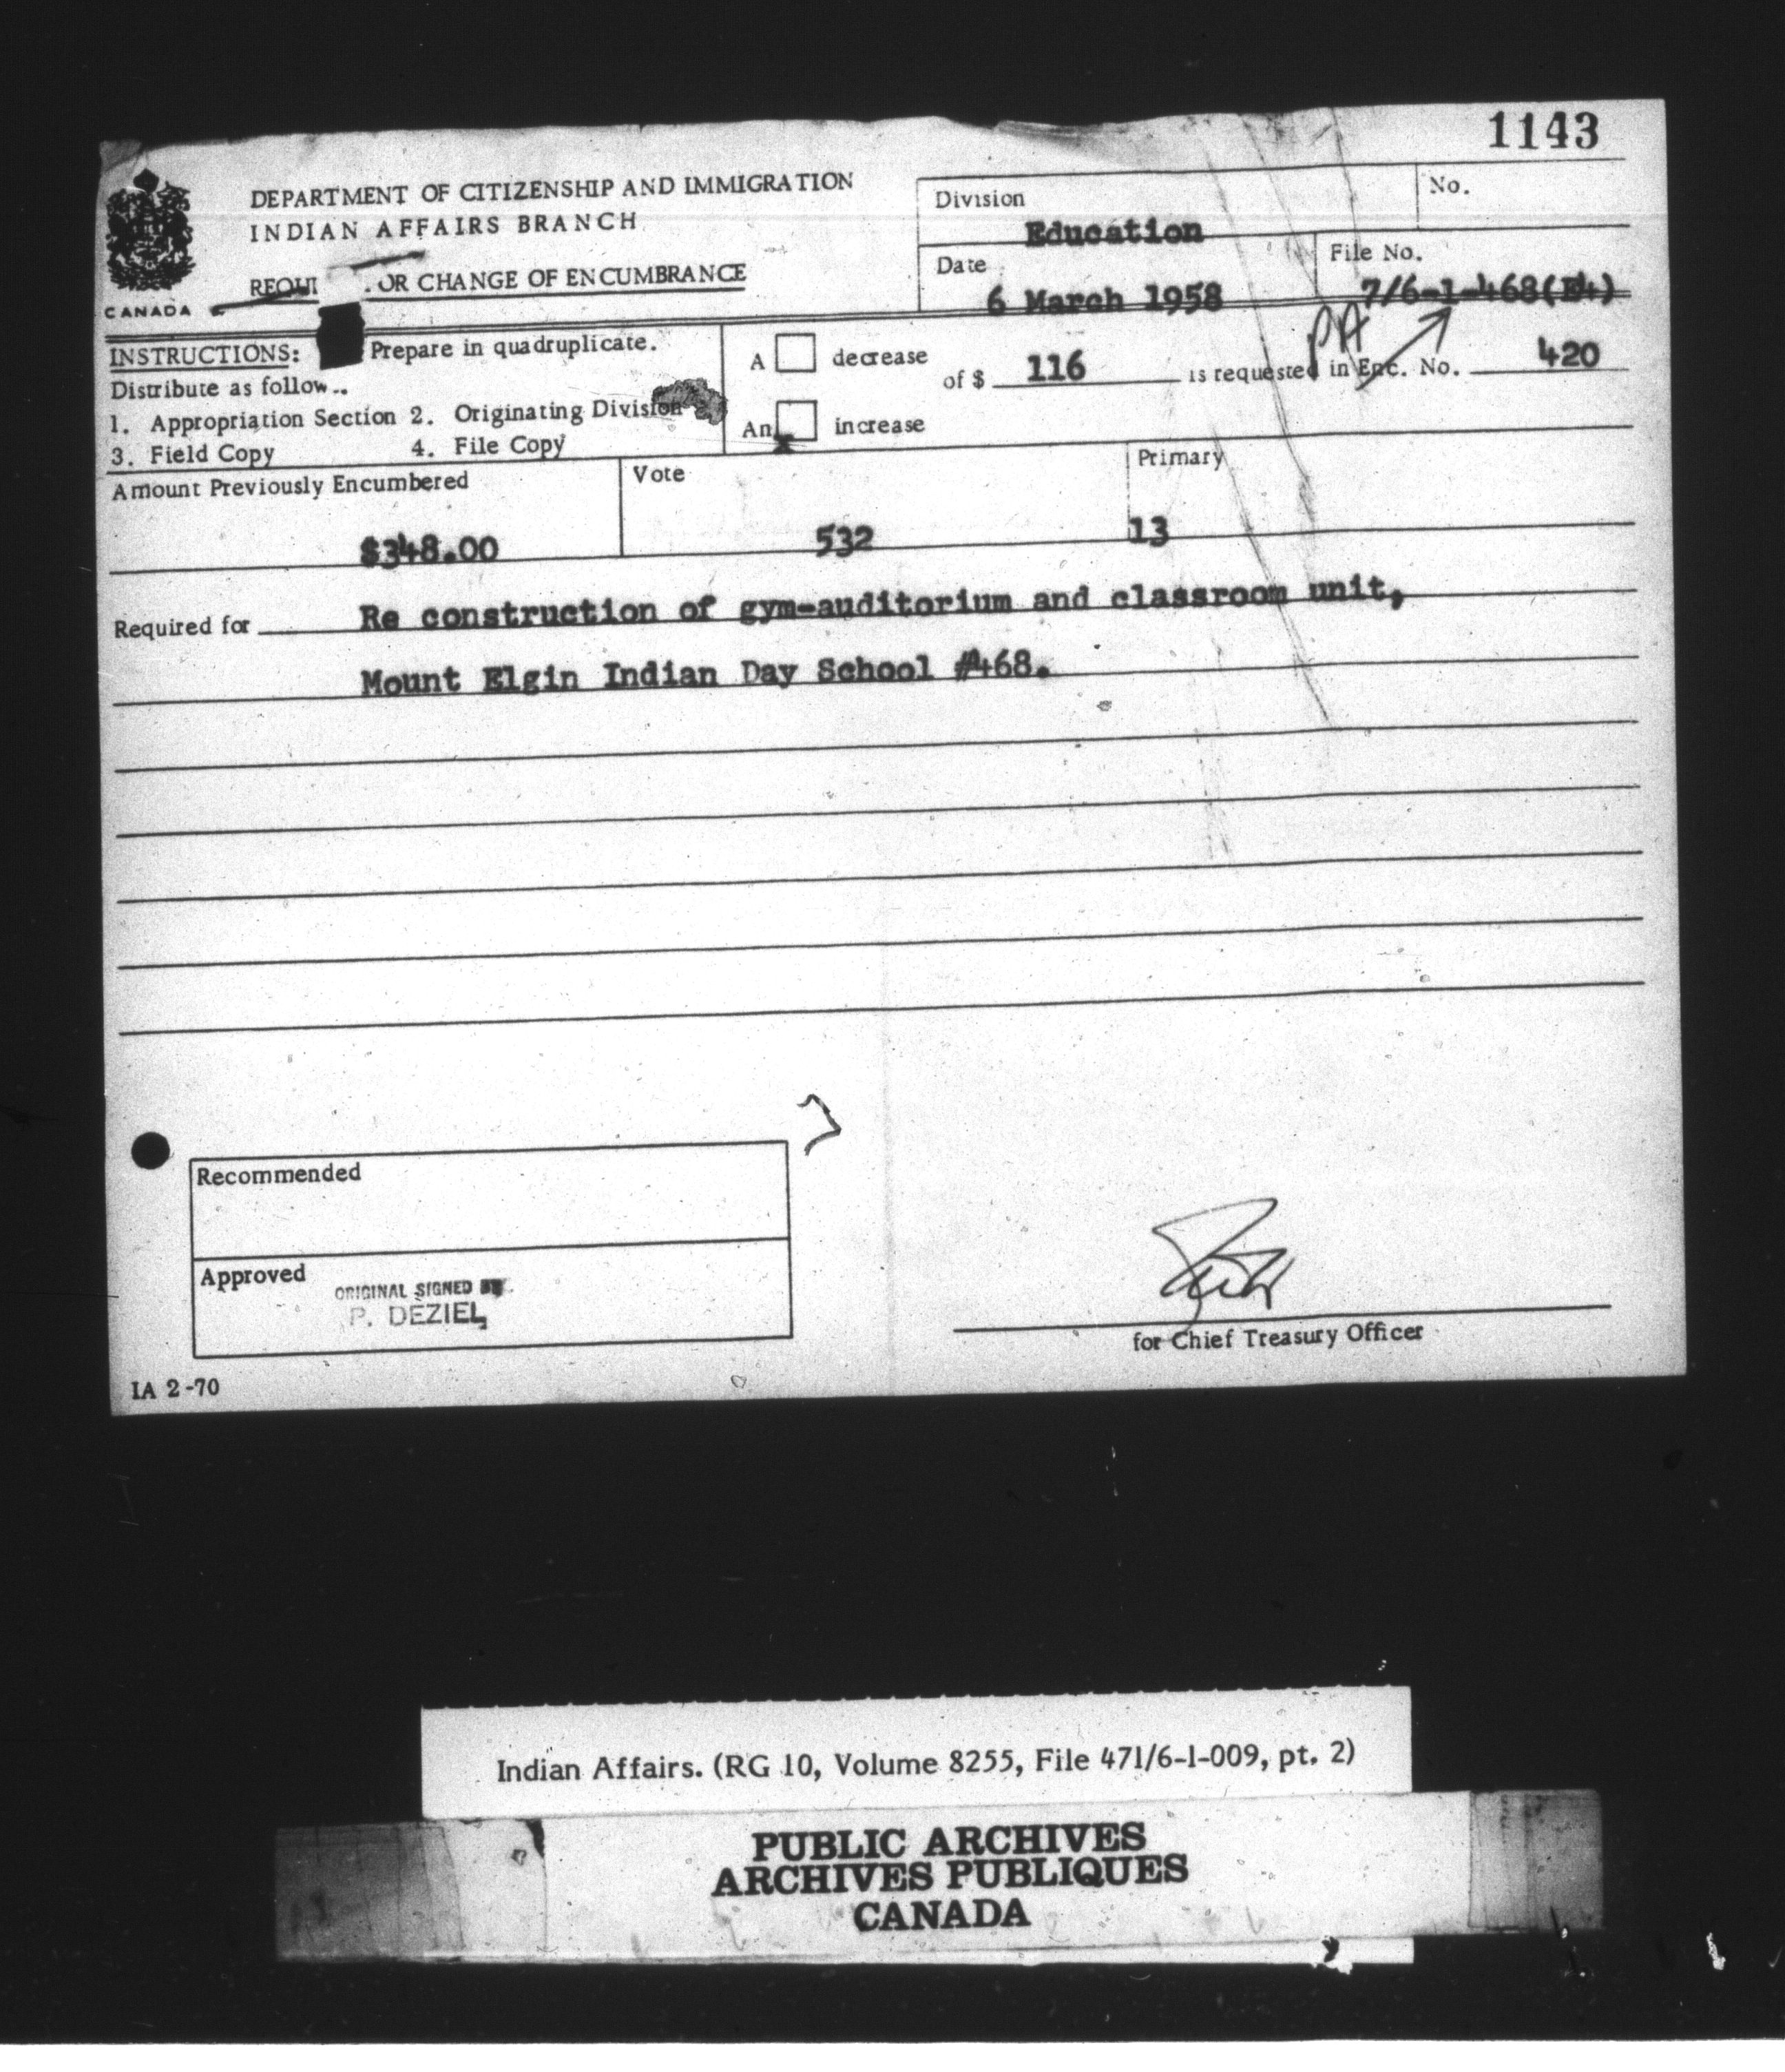 1143
DEPARTMENT OF CITIZENSHIP AND IMMIGRATION
INDIAN AFFAIRS BRANCH
REQUI OR CHANGE OF ENCUMBRANCE
CANADA
Division
Education
No.
Date
6 March 1958
File No.
7/6-1-468(E4)
PA
INSTRUCTIONS: Prepare in quadruplicate.
Distribute as follow..
1. Appropriation Section 2. Originating Division
3. Field Copy 4. File Copy
A decrease
An x increase
of $ 116 is requested in Enc. No. 420
Amount Previously Encumbered
$348.00
Vote
532
Primary
13
Required for Re construction of gym-auditorium and classroom unit,
Mount Elgin Indian Day School #468.
Recommended
Approved
ORIGINAL SIGNED BY
P. DEZIEL
for Chief Treasury Officer
IA 2-70
Indian Affairs. (RG 10, Volume 8255, File 471/6-1-009, pt. 2)
PUBLIC ARCHIVES
ARCHIVES PUBLIQUES
CANADA